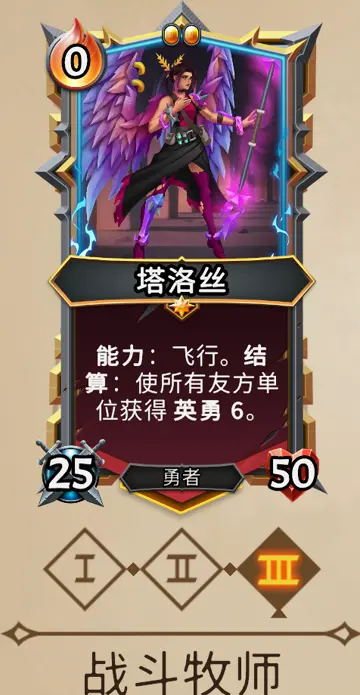 0
塔洛丝
能力：飞行。结
算：使所有友方单
位获得 英勇 6。
25
勇者
50
I
II
III
战斗牧师